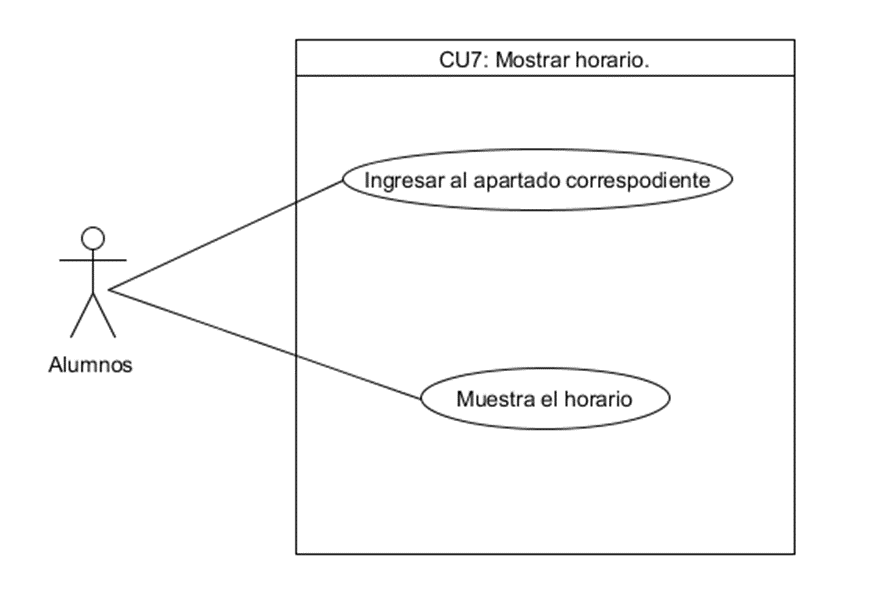 CU7: Mostrar horario.
Ingresar al apartado correspodiente
Alumnos
Muestra el horario